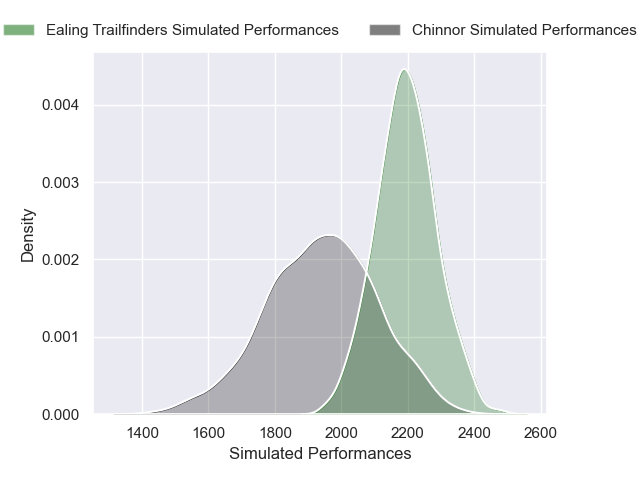 Ealing Trailfinders Simulated Performances
Chinnor Simulated Performances
Density
0.004
0.003
0.002
0.001
0.000
1400 1600 1800 2000 2200 2400 2600
Simulated Performances